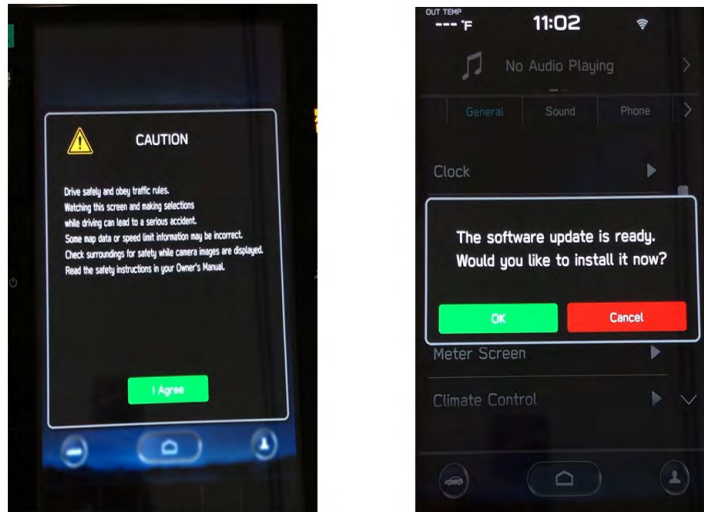 CAUTION
Drive safely and obey traffic rules.
Watching this screen and making selections
while driving can lead to a serious accident.
Some map data or speed limit information may be incorrect.
Check surroundings for safety while camera images are displayed.
Read the safety instructions in your Owner's Manual.
I Agree
OUT TEMP
--- °F
11:02
No Audio Playing
General
Sound
Phone
Clock
The software update is ready.
Would you like to install it now?
OK
Cancel
Meter Screen
Climate Control